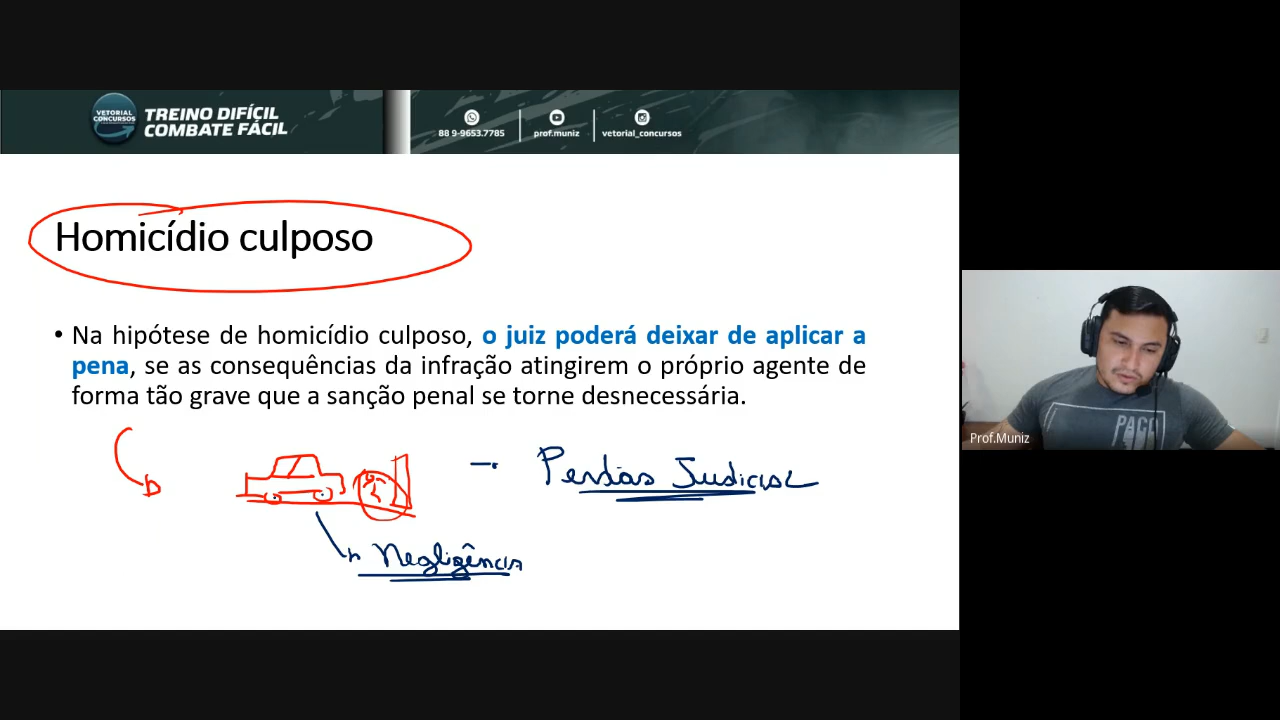 VETORIAL
CONCURSOS
TREINO DIFÍCIL
COMBATE FÁCIL
88 9-9653.7785
prof.muniz
vetorial_concursos
Homicídio culposo
• Na hipótese de homicídio culposo, o juiz poderá deixar de aplicar a
pena, se as consequências da infração atingirem o próprio agente de
forma tão grave que a sanção penal se torne desnecessária.
Perdão Judicial
Negligência
PACO
Prof.Muniz